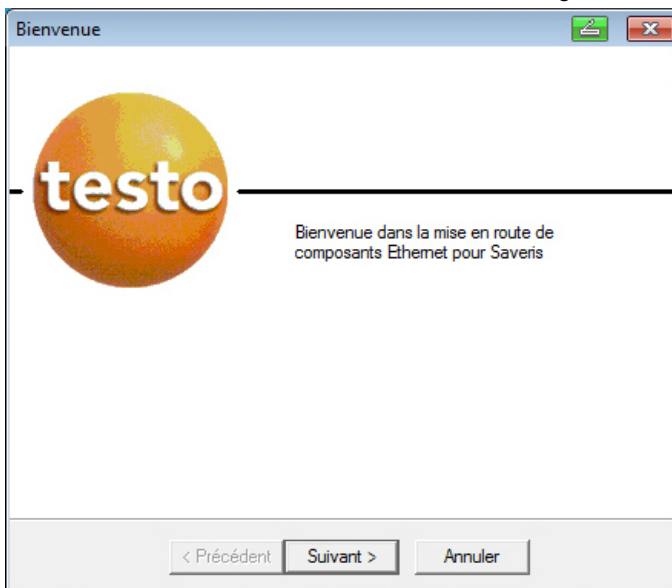 Bienvenue
testo
Bienvenue dans la mise en route de
composants Ethernet pour Saveris
< Précédent
Suivant >
Annuler